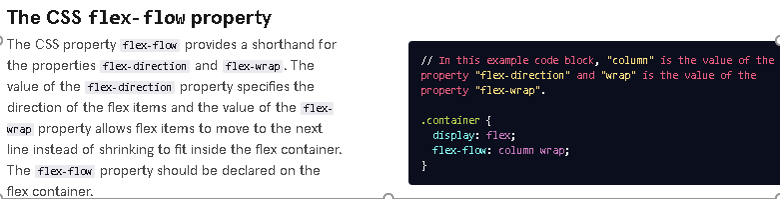 The CSS flex-flow property
The CSS property flex-flow provides a shorthand for
the properties flex-direction and flex-wrap. The
value of the flex-direction property specifies the
direction of the flex items and the value of the flex-
wrap property allows flex items to move to the next
line instead of shrinking to fit inside the flex container.
The flex-flow property should be declared on the
flex container.
// In this example code block, "column" is the value of the
property "flex-direction" and "wrap" is the value of the
property "flex-wrap".
.container {
display: flex;
flex-flow: column wrap;
}